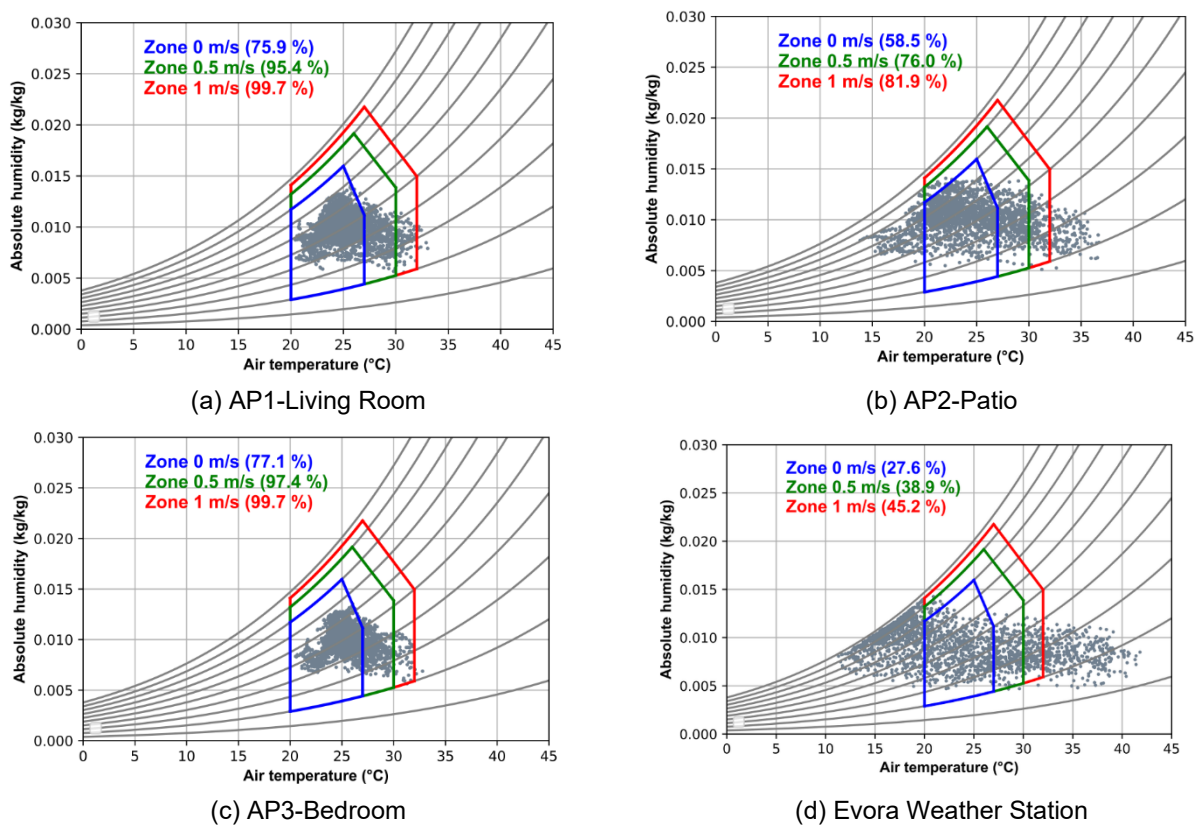 Zone 0 m/s (75.9 %)
Zone 0.5 m/s (95.4 %)
Zone 1 m/s (99.7 %)
Absolute humidity (kg/kg)
0.030
0.025
0.020
0.015
0.010
0.005
0.000
0 5 10 15 20 25 30 35 40 45
Air temperature (°C)
(a) AP1-Living Room
Zone 0 m/s (58.5 %)
Zone 0.5 m/s (76.0 %)
Zone 1 m/s (81.9 %)
Absolute humidity (kg/kg)
0.030
0.025
0.020
0.015
0.010
0.005
0.000
0 5 10 15 20 25 30 35 40 45
Air temperature (°C)
(b) AP2-Patio
Zone 0 m/s (77.1 %)
Zone 0.5 m/s (97.4 %)
Zone 1 m/s (99.7 %)
Absolute humidity (kg/kg)
0.030
0.025
0.020
0.015
0.010
0.005
0.000
0 5 10 15 20 25 30 35 40 45
Air temperature (°C)
(c) AP3-Bedroom
Zone 0 m/s (27.6 %)
Zone 0.5 m/s (38.9 %)
Zone 1 m/s (45.2 %)
Absolute humidity (kg/kg)
0.030
0.025
0.020
0.015
0.010
0.005
0.000
0 5 10 15 20 25 30 35 40 45
Air temperature (°C)
(d) Evora Weather Station